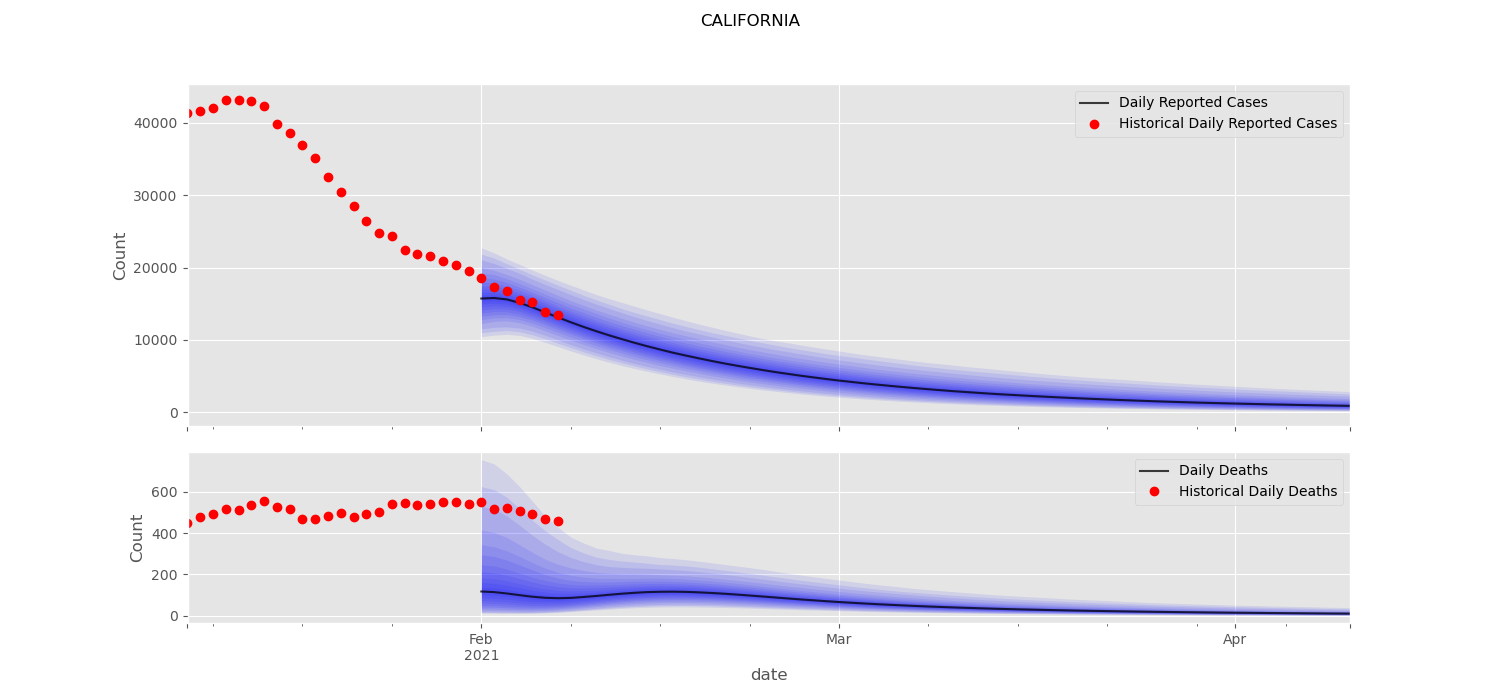 CALIFORNIA
Daily Reported Cases
Historical Daily Reported Cases
40000
30000
20000
10000
0
Count
Daily Deaths
Historical Daily Deaths
600
400
200
0
Count
Feb
2021
Mar
Apr
date